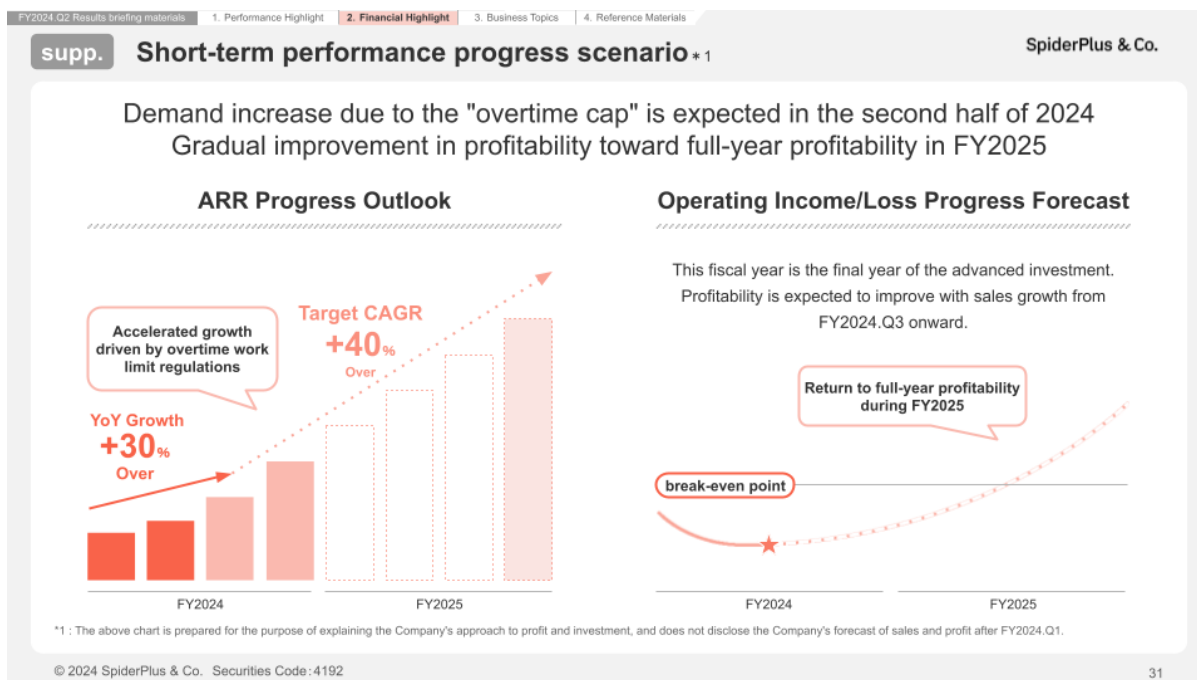 FY2024.Q2 Results briefing materials
1. Performance Highlight
2. Financial Highlight
3. Business Topics
4. Reference Materials
supp.
Short-term performance progress scenario *1
SpiderPlus & Co.
Demand increase due to the "overtime cap" is expected in the second half of 2024
Gradual improvement in profitability toward full-year profitability in FY2025
ARR Progress Outlook
Accelerated growth
driven by overtime work
limit regulations
Target CAGR
+40%
Over
YoY Growth
+30%
Over
FY2024
FY2025
Operating Income/Loss Progress Forecast
This fiscal year is the final year of the advanced investment.
Profitability is expected to improve with sales growth from
FY2024.Q3 onward.
Return to full-year profitability
during FY2025
break-even point
FY2024
FY2025
*1 : The above chart is prepared for the purpose of explaining the Company's approach to profit and investment, and does not disclose the Company's forecast of sales and profit after FY2024.Q1.
© 2024 SpiderPlus & Co. Securities Code:4192
31